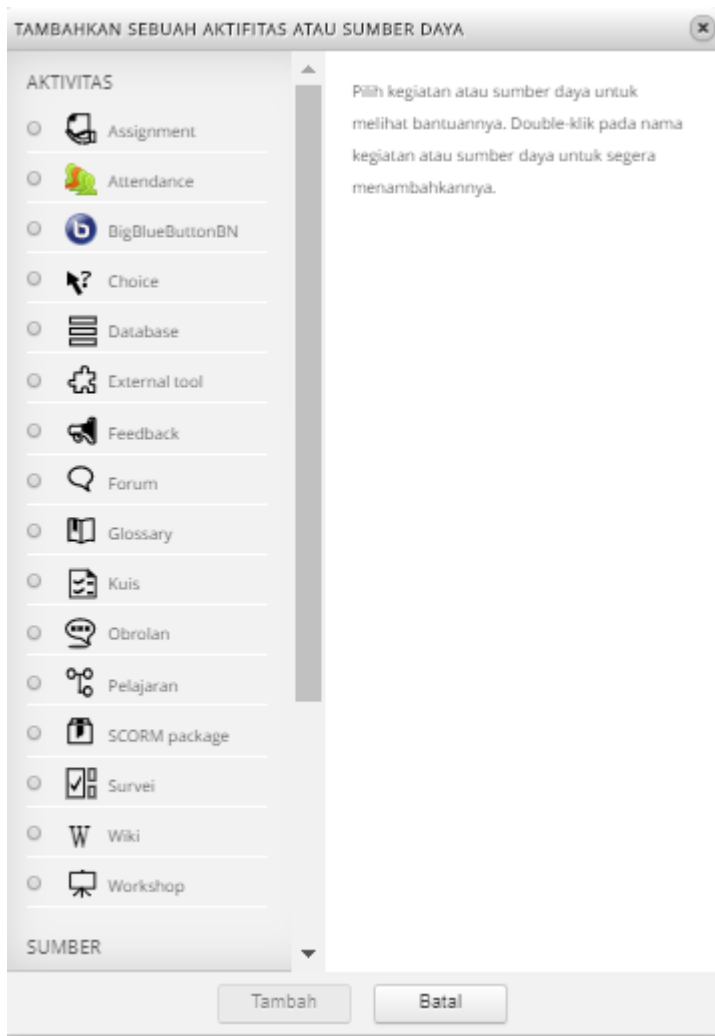 TAMBAHKAN SEBUAH AKTIFITAS ATAU SUMBER DAYA
AKTIVITAS
Assignment
Attendance
BigBlueButtonBN
Choice
Database
External tool
Feedback
Forum
Glossary
Kuis
Obrolan
Pelajaran
SCORM package
Survei
Wiki
Workshop
SUMBER
Pilih kegiatan atau sumber daya untuk
melihat bantuannya. Double-klik pada nama
kegiatan atau sumber daya untuk segera
menambahkannya.
Tambah
Batal